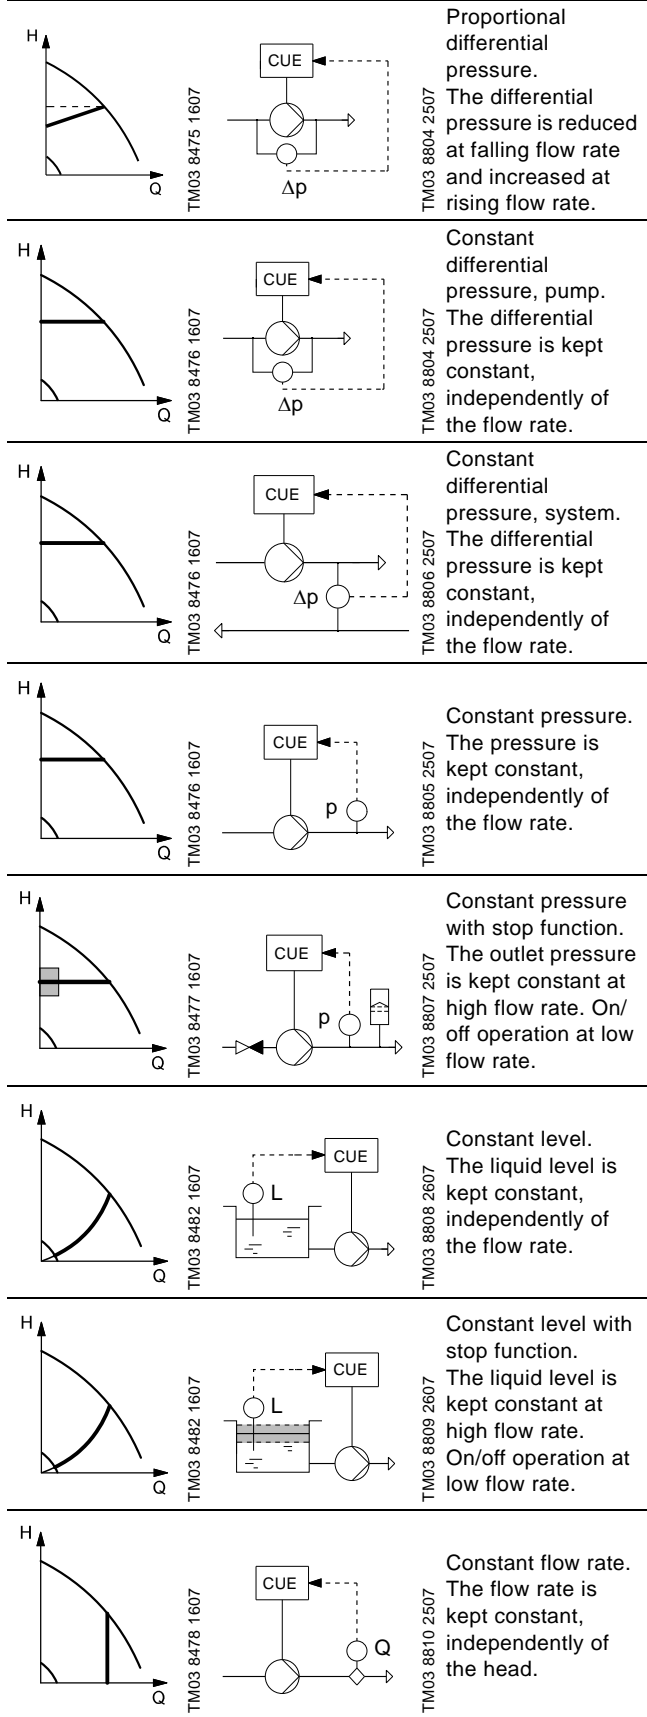 H
Q
TM03 8475 1607
CUE
Δp
TM03 8804 2507
Proportional
differential
pressure.
The differential
pressure is reduced
at falling flow rate
and increased at
rising flow rate.
H
Q
TM03 8476 1607
CUE
Δp
TM03 8804 2507
Constant
differential
pressure, pump.
The differential
pressure is kept
constant,
independently of
the flow rate.
H
Q
TM03 8476 1607
CUE
Δp
TM03 8806 2507
Constant
differential
pressure, system.
The differential
pressure is kept
constant,
independently of
the flow rate.
H
Q
TM03 8476 1607
CUE
p
TM03 8805 2507
Constant pressure.
The pressure is
kept constant,
independently of
the flow rate.
H
Q
TM03 8477 1607
CUE
p
TM03 8807 2507
Constant pressure
with stop function.
The outlet pressure
is kept constant at
high flow rate. On/
off operation at low
flow rate.
H
Q
TM03 8482 1607
CUE
L
TM03 8808 2607
Constant level.
The liquid level is
kept constant,
independently of
the flow rate.
H
Q
TM03 8482 1607
CUE
L
TM03 8809 2607
Constant level with
stop function.
The liquid level is
kept constant at
high flow rate.
On/off operation at
low flow rate.
H
Q
TM03 8478 1607
CUE
Q
TM03 8810 2507
Constant flow rate.
The flow rate is
kept constant,
independently of
the head.